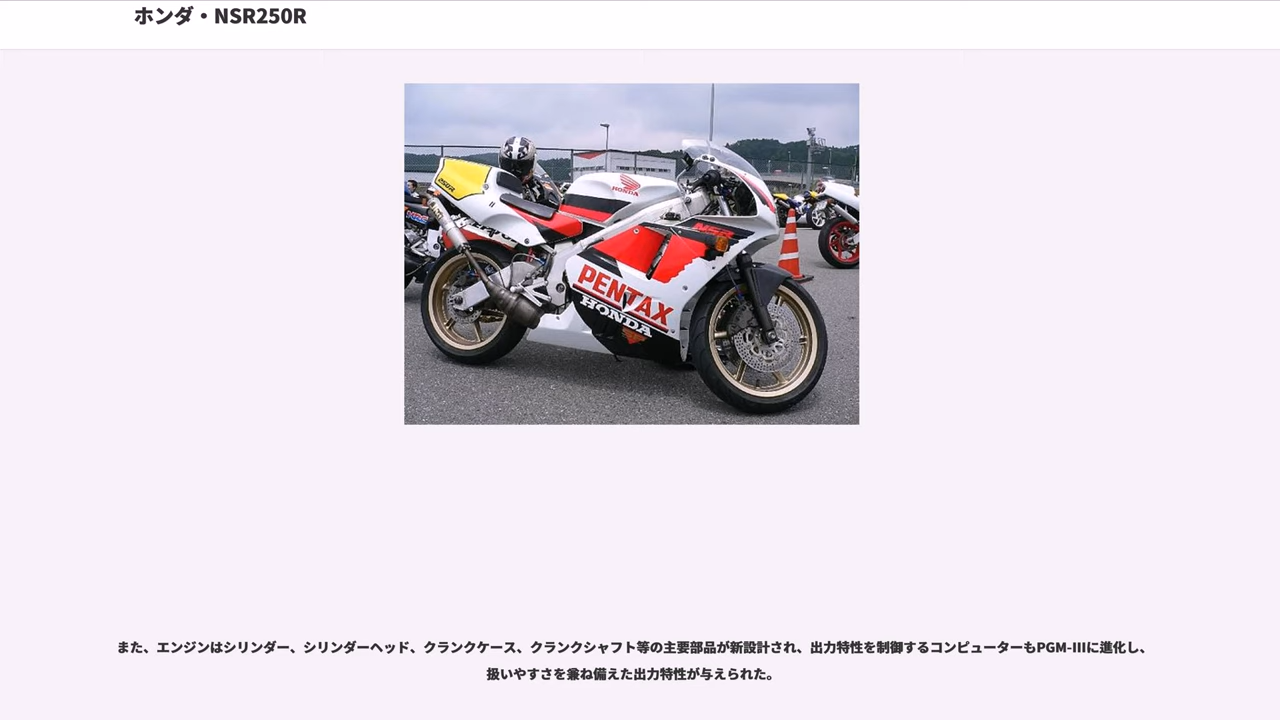 ホンダ・NSR250R
HONDA
250R
NSR
HRC
PENTAX
HONDA
また、エンジンはシリンダー、シリンダーヘッド、クランクケース、クランクシャフト等の主要部品が新設計され、出力特性を制御するコンピューターもPGM-IIIに進化し、
扱いやすさを兼ね備えた出力特性が与えられた。